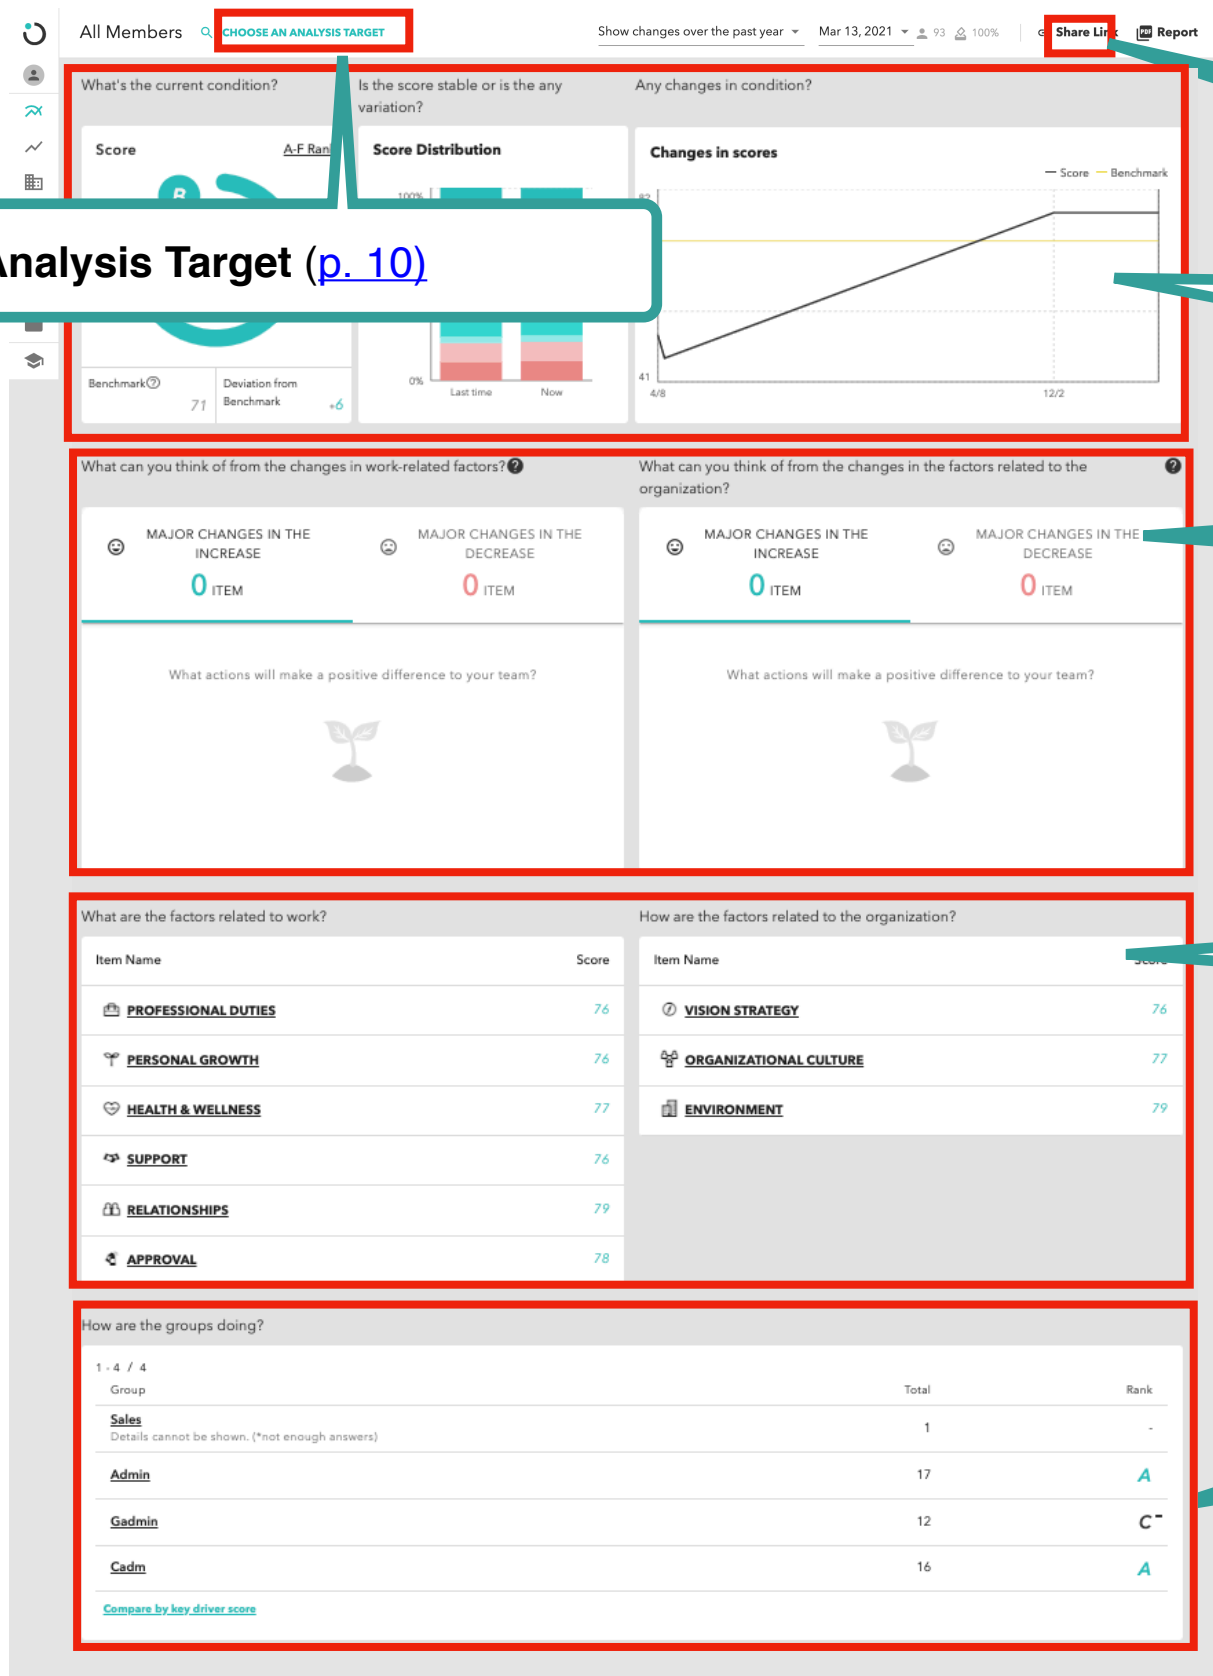 All Members CHOOSE AN ANALYSIS TARGET Show changes over the past year Mar 13, 2021 93 100% Share Link PDF Report
What's the current condition?
Is the score stable or is the any
variation?
Any changes in condition?
Score A-F Rank
B
Score Distribution
100%
Changes in scores
Score Benchmark
82
Analysis Target (p. 10)
Benchmark
71
Deviation from
Benchmark +6
0%
Last time Now
41
4/8 12/2
What can you think of from the changes in work-related factors?
MAJOR CHANGES IN THE
INCREASE
0 ITEM
MAJOR CHANGES IN THE
DECREASE
0 ITEM
What actions will make a positive difference to your team?
What can you think of from the changes in the factors related to the
organization?
MAJOR CHANGES IN THE
INCREASE
0 ITEM
MAJOR CHANGES IN THE
DECREASE
0 ITEM
What actions will make a positive difference to your team?
What are the factors related to work?
Item Name Score
PROFESSIONAL DUTIES 76
PERSONAL GROWTH 76
HEALTH & WELLNESS 77
SUPPORT 76
RELATIONSHIPS 79
APPROVAL 78
How are the factors related to the organization?
Item Name Score
VISION STRATEGY 76
ORGANIZATIONAL CULTURE 77
ENVIRONMENT 79
How are the groups doing?
1 - 4 / 4
Group Total Rank
Sales 1 -
Details cannot be shown. (*not enough answers)
Admin 17 A
Gadmin 12 C-
Cadm 16 A
Compare by key driver score